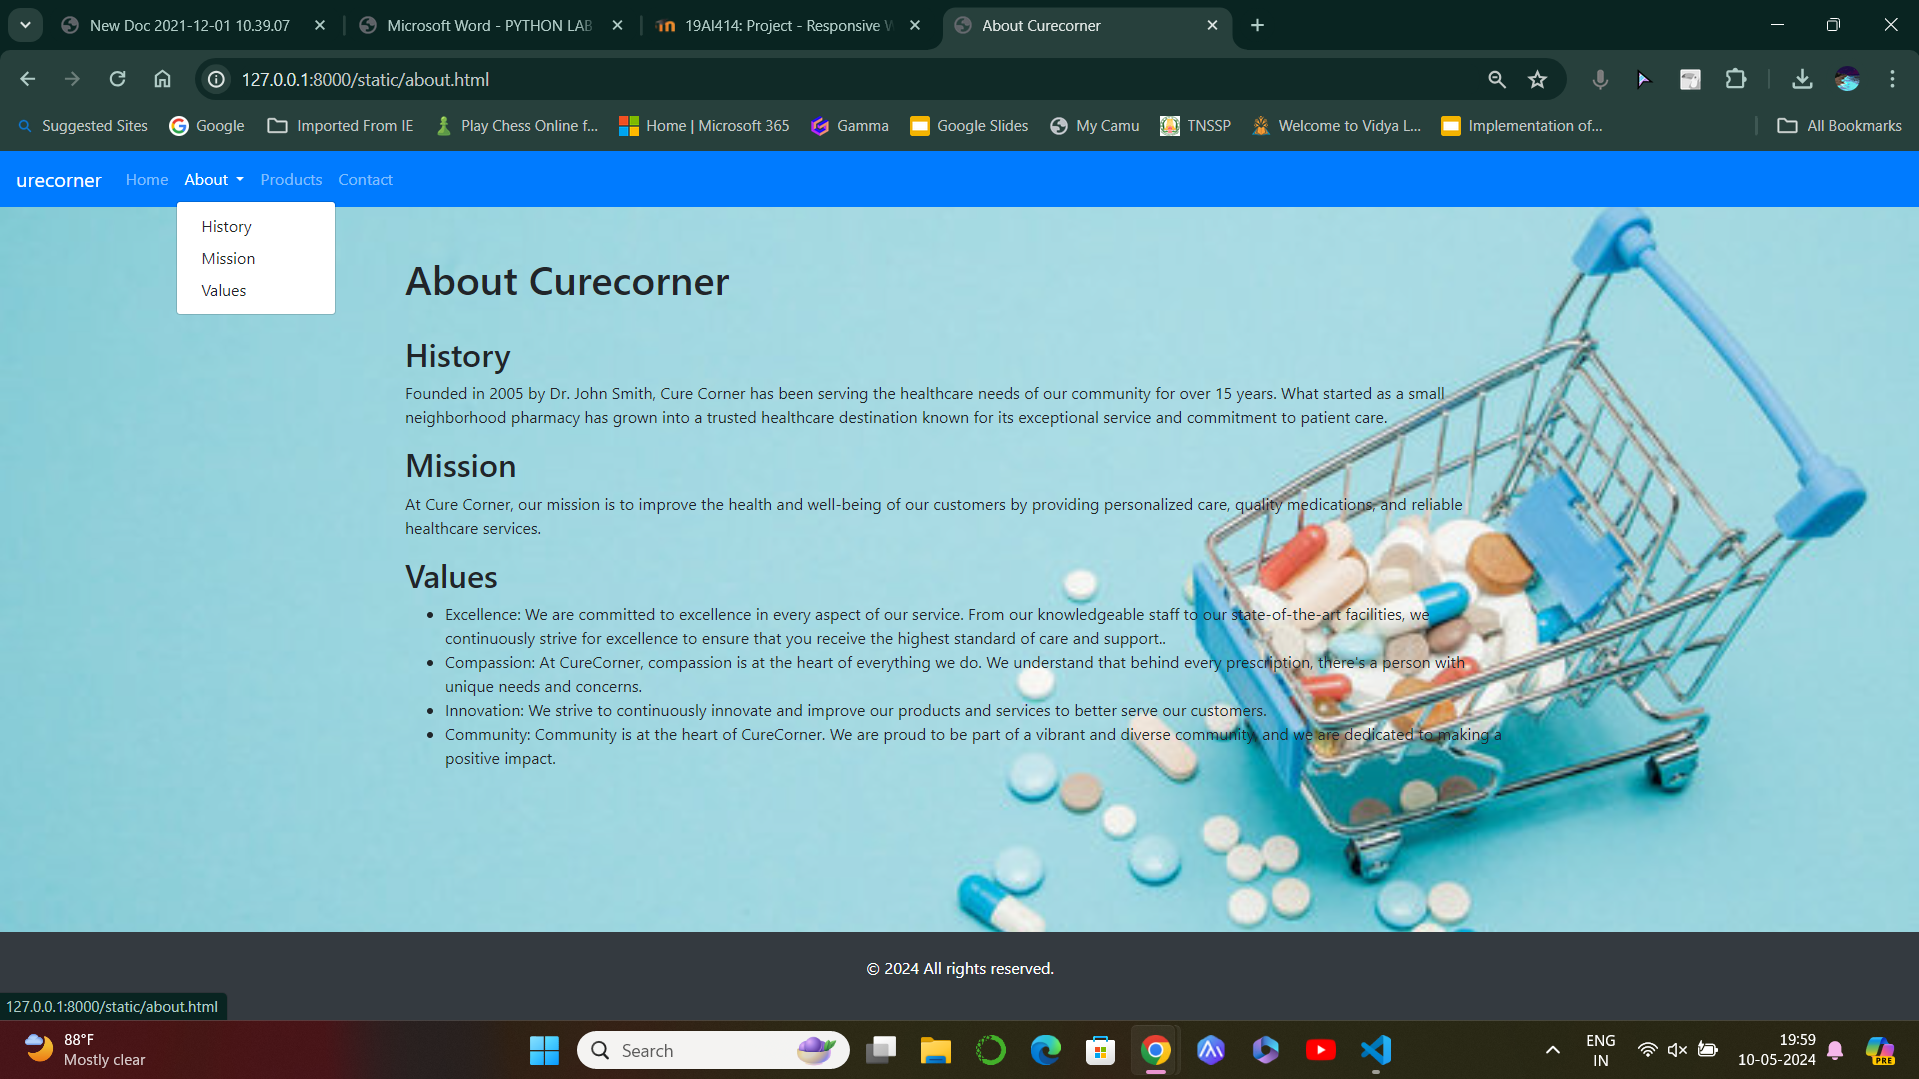 New Doc 2021-12-01 10.39.07
Microsoft Word - PYTHON LAB
19AI414: Project - Responsive W
About Curecorner
127.0.0.1:8000/static/about.html
Suggested Sites
Google
Imported From IE
Play Chess Online f...
Home | Microsoft 365
Gamma
Google Slides
My Camu
TNSSP
Welcome to Vidya L...
Implementation of...
All Bookmarks
urecorner
Home
About
Products
Contact
History
Mission
Values
About Curecorner
History
Founded in 2005 by Dr. John Smith, Cure Corner has been serving the healthcare needs of our community for over 15 years. What started as a small
neighborhood pharmacy has grown into a trusted healthcare destination known for its exceptional service and commitment to patient care.
Mission
At Cure Corner, our mission is to improve the health and well-being of our customers by providing personalized care, quality medications, and reliable
healthcare services.
Values
• Excellence: We are committed to excellence in every aspect of our service. From our knowledgeable staff to our state-of-the-art facilities, we
continuously strive for excellence to ensure that you receive the highest standard of care and support..
• Compassion: At CureCorner, compassion is at the heart of everything we do. We understand that behind every prescription, there's a person with
unique needs and concerns.
• Innovation: We strive to continuously innovate and improve our products and services to better serve our customers.
• Community: Community is at the heart of CureCorner. We are proud to be part of a vibrant and diverse community, and we are dedicated to making a
positive impact.
© 2024 All rights reserved.
127.0.0.1:8000/static/about.html
88°F
Mostly clear
Search
ENG
IN
19:59
10-05-2024
PRE